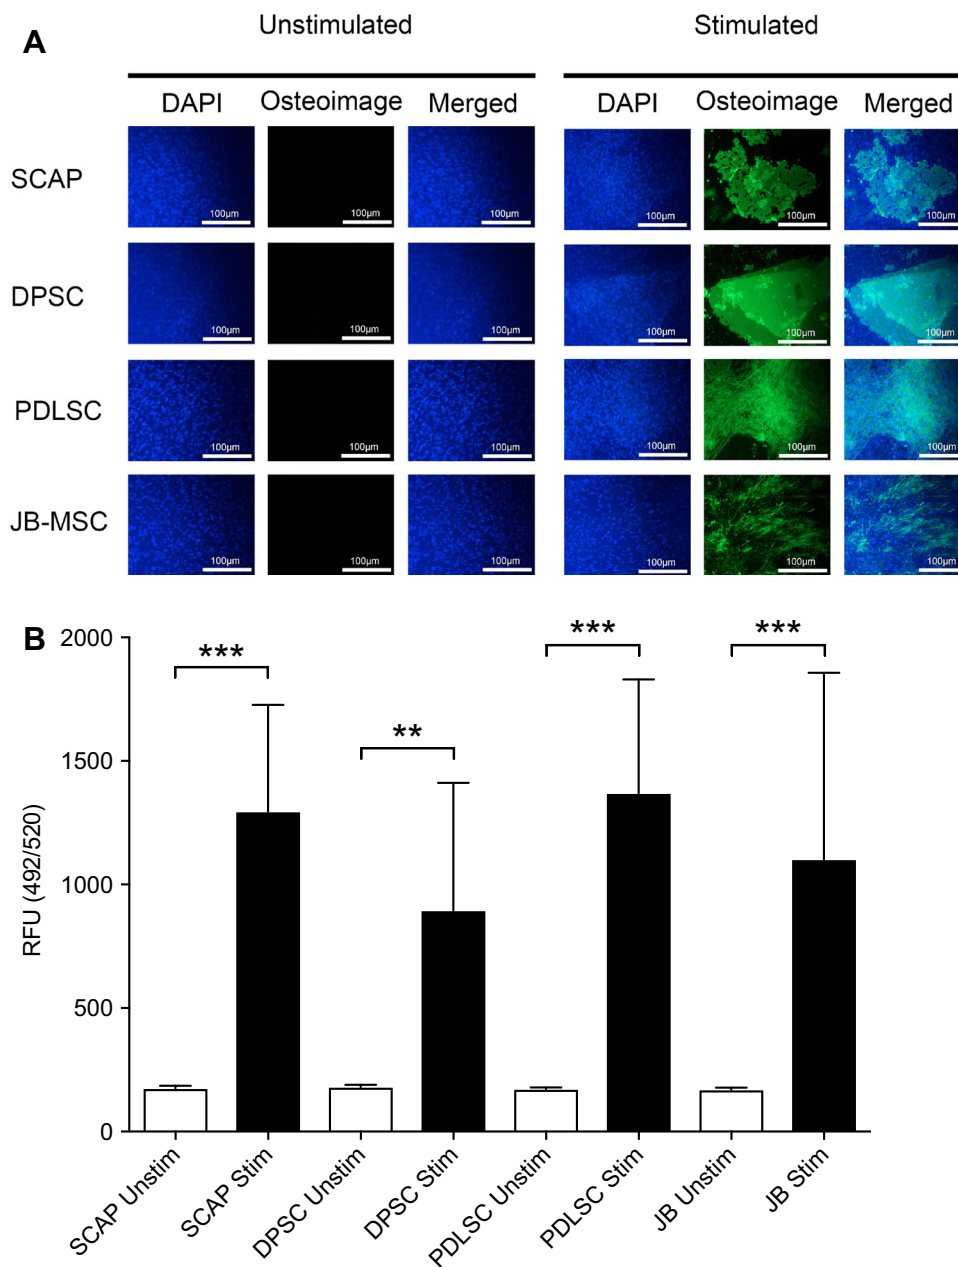 A
Unstimulated Stimulated
DAPI Osteoimage Merged DAPI Osteoimage Merged
SCAP
100µm 100µm 100µm 100µm 100µm 100µm
DPSC
100µm 100µm 100µm 100µm 100µm 100µm
PDLSC
100µm 100µm 100µm 100µm 100µm 100µm
JB-MSC
100µm 100µm 100µm 100µm 100µm 100µm
B
2000
1500
1000
500
0
RFU (492/520)
*** ** *** ***
SCAP Unstim
SCAP Stim
DPSC Unstim
DPSC Stim
PDLSC Unstim
PDLSC Stim
JB Unstim
JB Stim